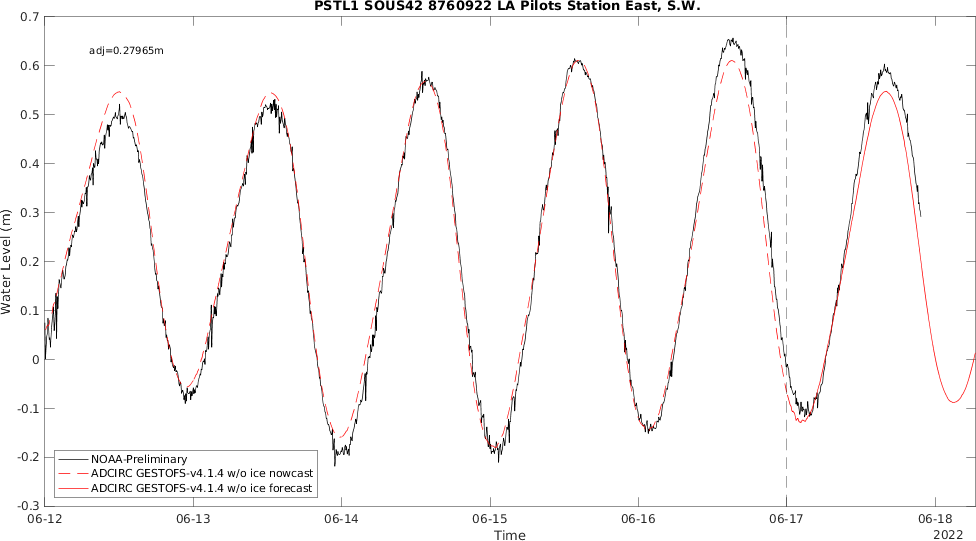 PSTL1 SOUS42 8760922 LA Pilots Station East, S.W.
adj=0.27965m
0.7
0.6
0.5
0.4
0.3
0.2
0.1
0
-0.1
-0.2
-0.3
Water Level (m)
NOAA-Preliminary
ADCIRC GESTOFS-v4.1.4 w/o ice nowcast
ADCIRC GESTOFS-v4.1.4 w/o ice forecast
06-12 06-13 06-14 06-15 06-16 06-17 06-18
Time
2022